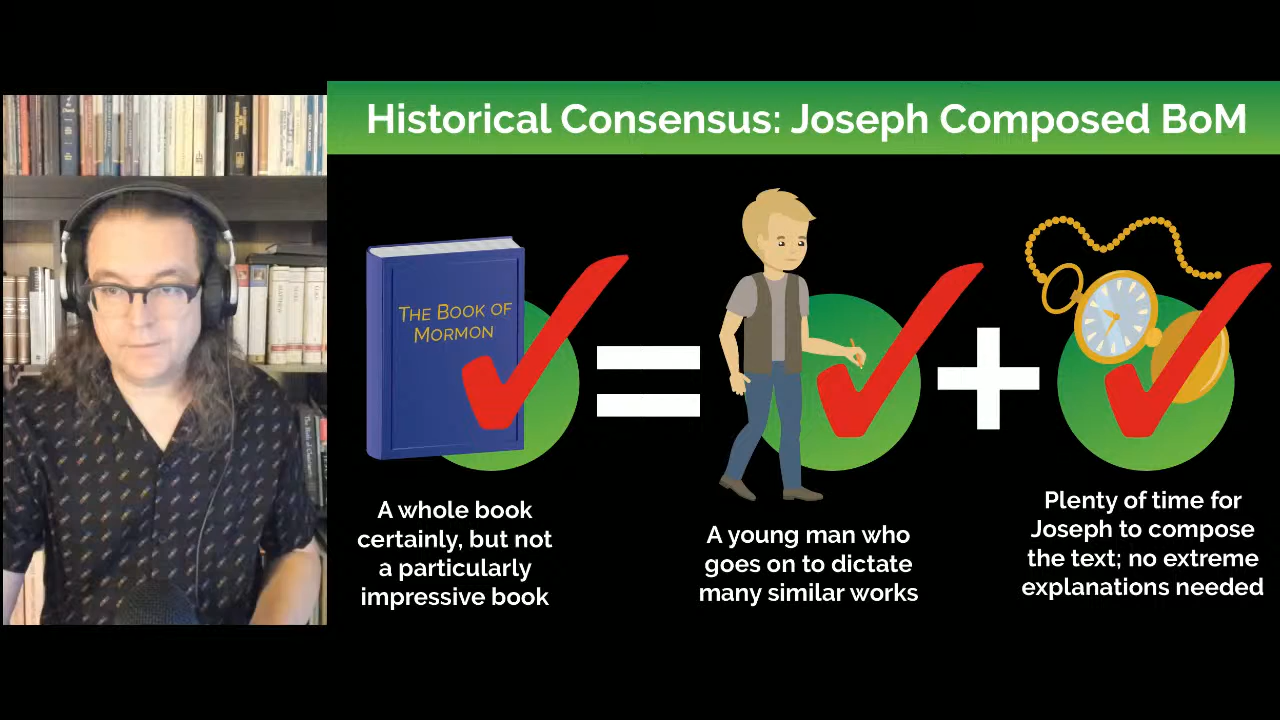 Historical Consensus: Joseph Composed BoM
THE BOOK OF
MORMON
A whole book
certainly, but not
a particularly
impressive book
A young man who
goes on to dictate
many similar works
Plenty of time for
Joseph to compose
the text; no extreme
explanations needed